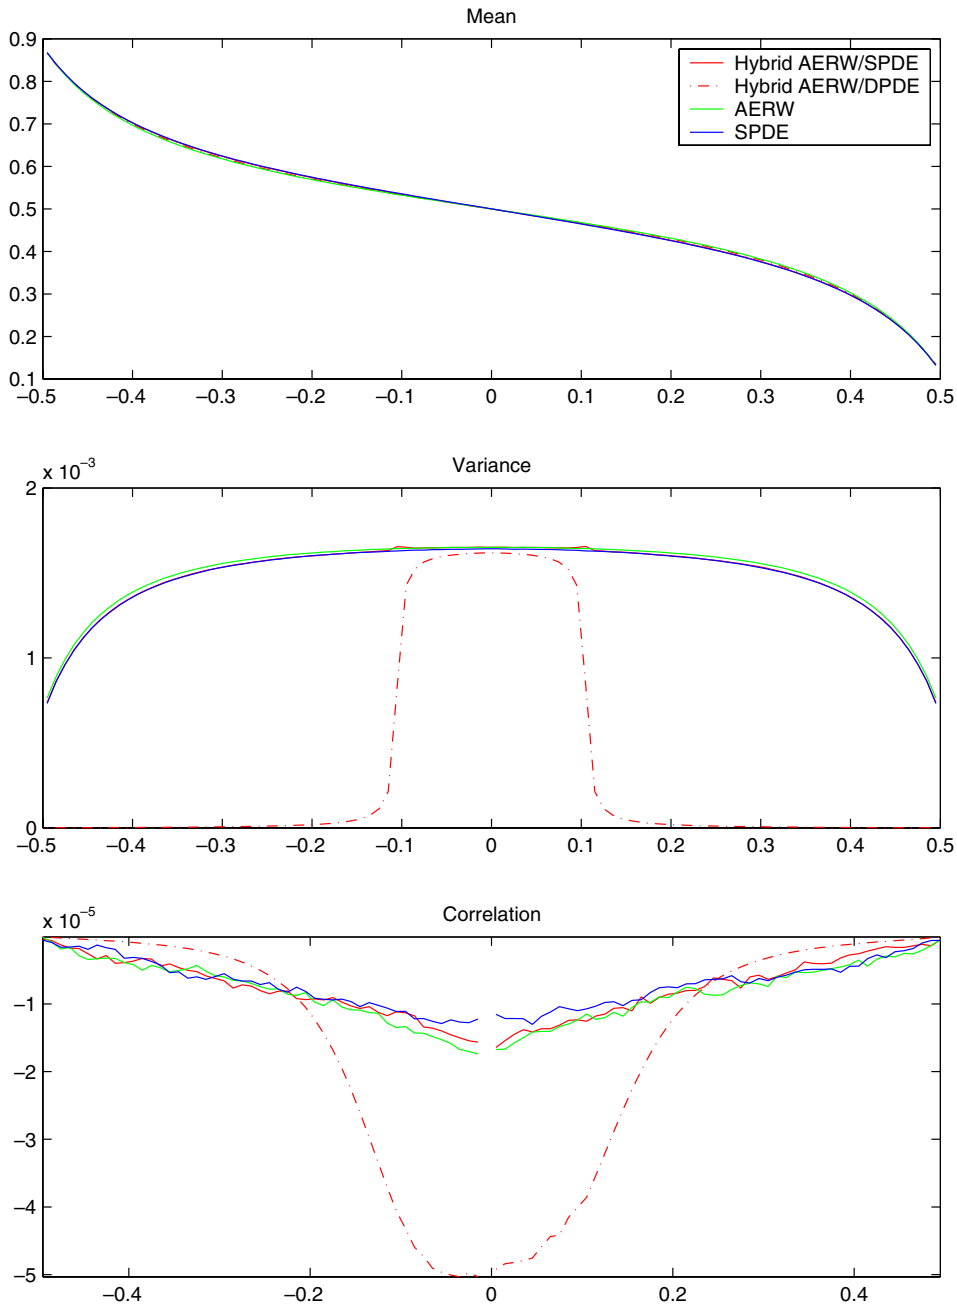 Mean
0.9
0.8
0.7
0.6
0.5
0.4
0.3
0.2
0.1
Hybrid AERW/SPDE
Hybrid AERW/DPDE
AERW
SPDE
−0.5 −0.4 −0.3 −0.2 −0.1 0 0.1 0.2 0.3 0.4 0.5
x 10−3
Variance
2
1
0
−0.5 −0.4 −0.3 −0.2 −0.1 0 0.1 0.2 0.3 0.4 0.5
x 10−5
Correlation
−1
−2
−3
−4
−5
−0.4 −0.2 0 0.2 0.4